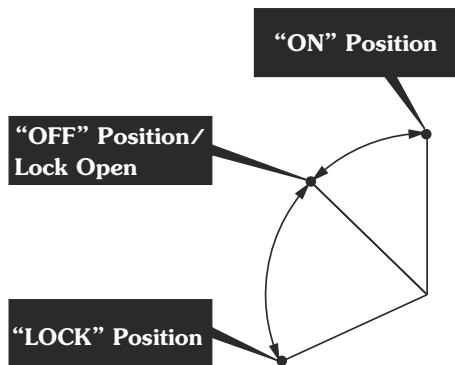 “ON” Position
“OFF” Position/
Lock Open
“LOCK” Position